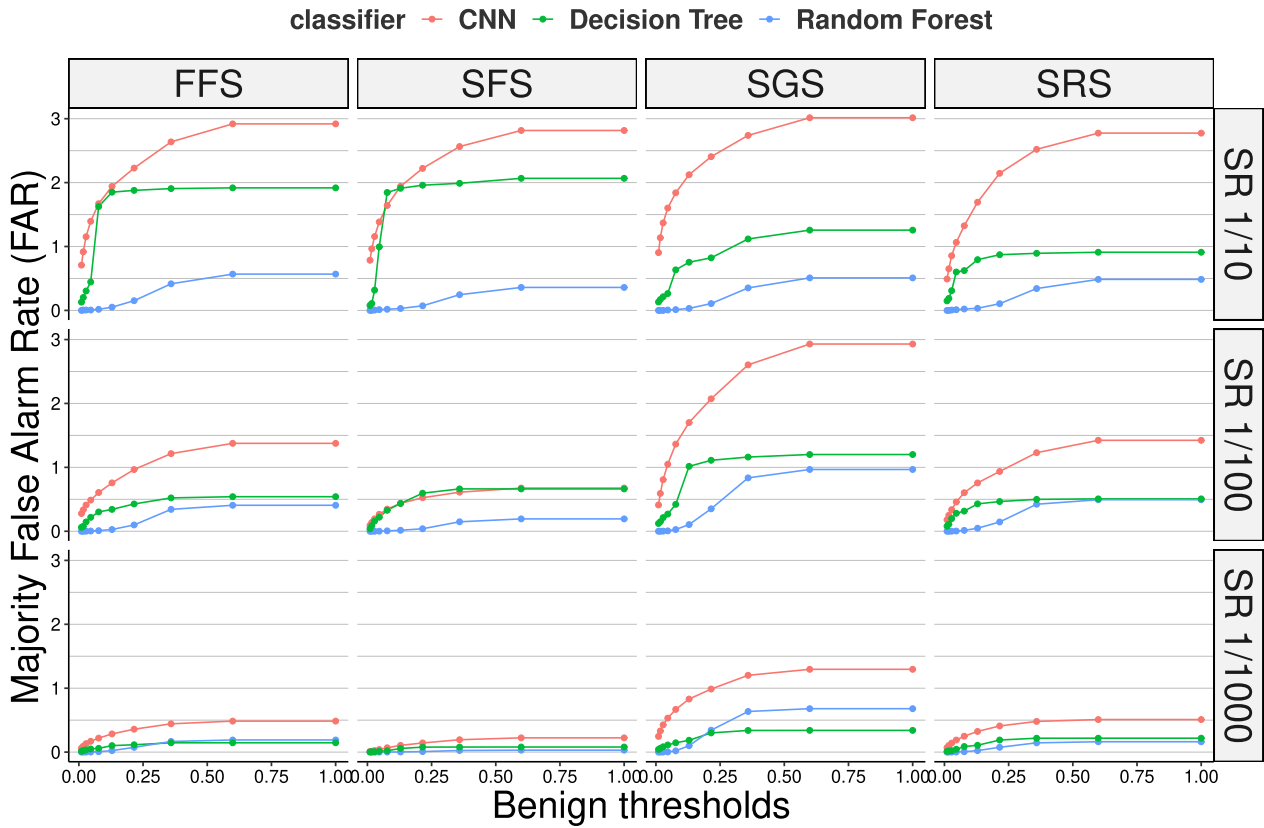 classifier CNN Decision Tree Random Forest
FFS SFS SGS SRS
Majority False Alarm Rate (FAR)
3
2
1
0
SR 1/10
3
2
1
0
SR 1/100
3
2
1
0
SR 1/1000
0.00 0.25 0.50 0.75 1.00 0.00 0.25 0.50 0.75 1.00 0.00 0.25 0.50 0.75 1.00 0.00 0.25 0.50 0.75 1.00
Benign thresholds